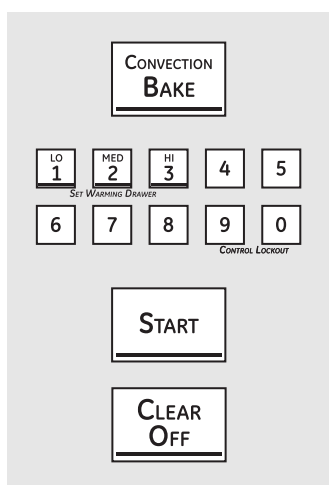 CONVECTION
BAKE
LO MED HI
1 2 3 4 5
SET WARMING DRAWER
6 7 8 9 0
CONTROL LOCKOUT
START
CLEAR
OFF